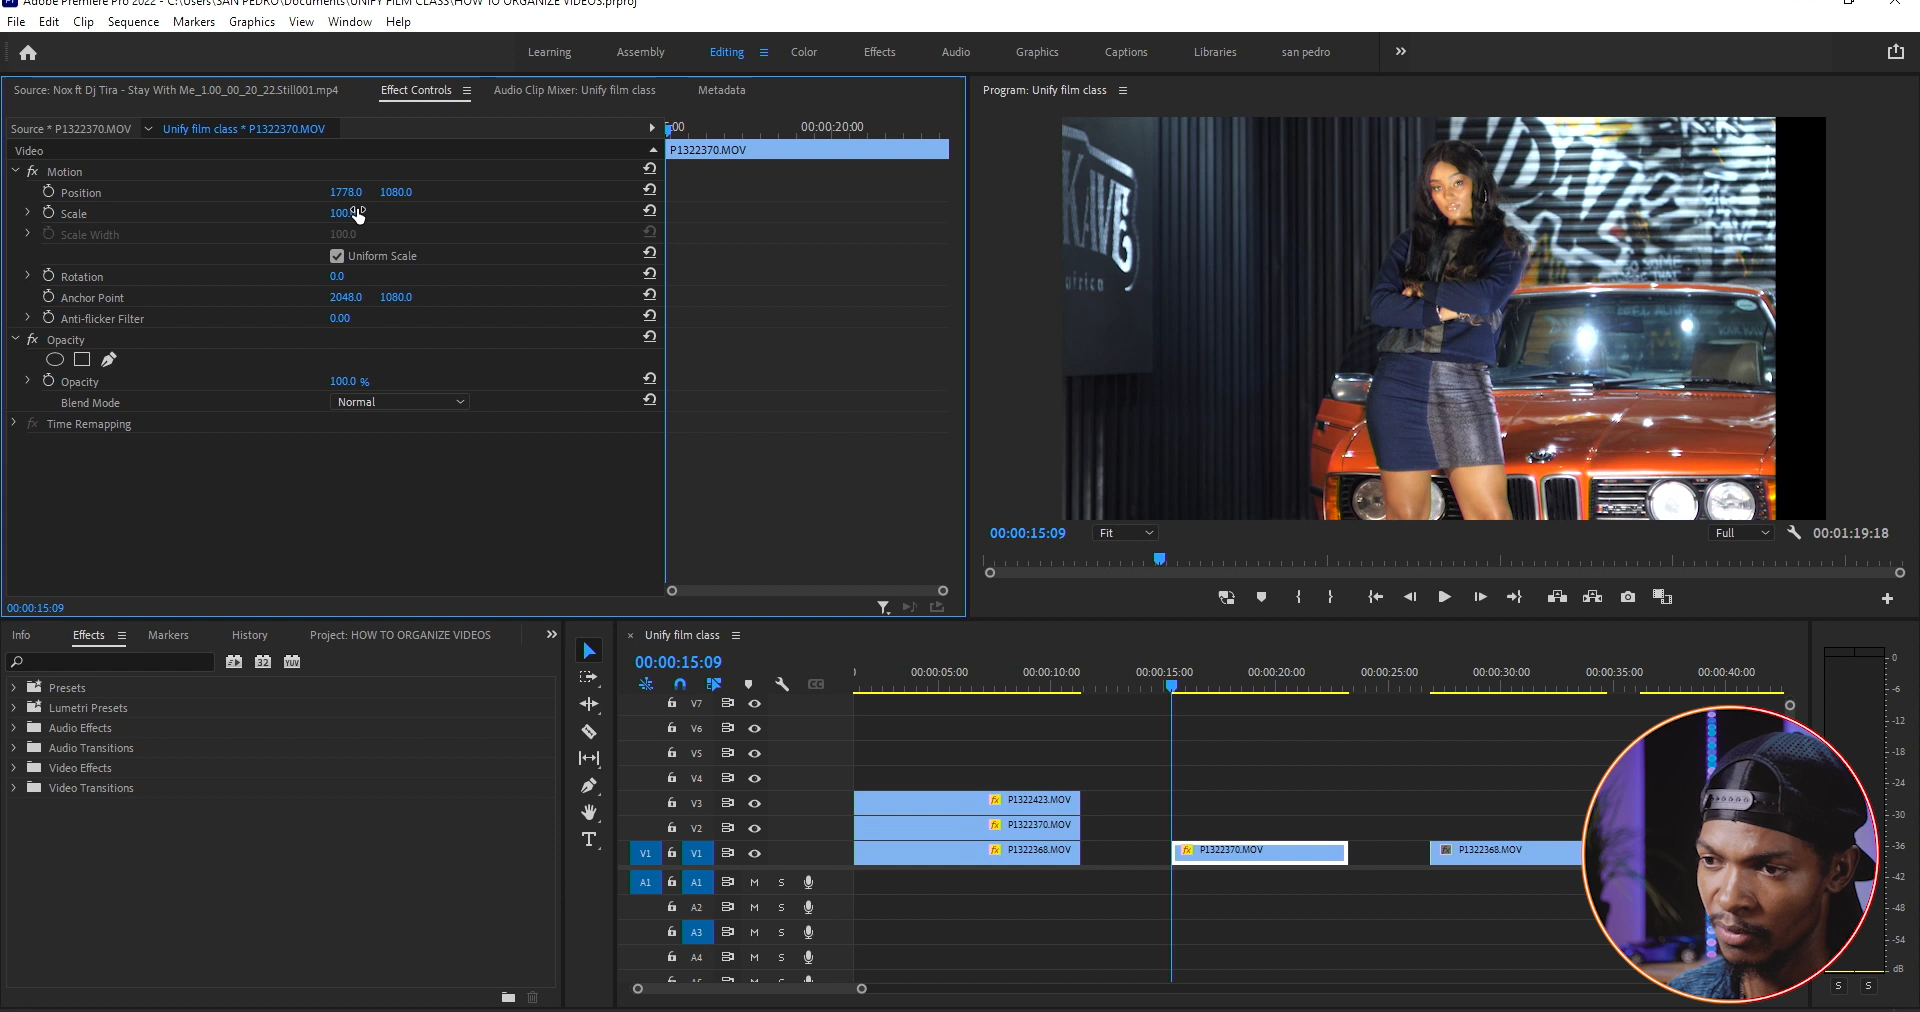 Adobe Premiere Pro 2022 - C:\Users\SAN PEDRO\Documents\UNIFY FILM CLASS\HOW TO ORGANIZE VIDEOS.prproj
File Edit Clip Sequence Markers Graphics View Window Help
Learning Assembly Editing Color Effects Audio Graphics Captions Libraries san pedro
Source: Nox ft Dj Tira - Stay With Me_1.00_00_20_22.Still001.mp4 Effect Controls Audio Clip Mixer: Unify film class Metadata
Program: Unify film class
Source * P1322370.MOV Unify film class * P1322370.MOV
:00 00:00:20:00
Video
P1322370.MOV
fx Motion
Position 1778.0 1080.0
Scale 100.
Scale Width 100.0
Uniform Scale
Rotation 0.0
Anchor Point 2048.0 1080.0
Anti-flicker Filter 0.00
fx Opacity
Opacity 100.0 %
Blend Mode Normal
fx Time Remapping
00:00:15:09
00:00:15:09 Fit Full 00:01:19:18
Info Effects Markers History Project: HOW TO ORGANIZE VIDEOS
32 YUV
Presets
Lumetri Presets
Audio Effects
Audio Transitions
Video Effects
Video Transitions
× Unify film class
00:00:15:09
00:00:05:00 00:00:10:00 00:00:15:00 00:00:20:00 00:00:25:00 00:00:30:00 00:00:35:00 00:00:40:00
V7
V6
V5
V4
V3 fx P1322423.MOV
V2 fx P1322370.MOV
V1 V1 fx P1322368.MOV fx P1322370.MOV fx P1322368.MOV
A1 A1 M S
A2 M S
A3 M S
A4 M S
0
-6
-12
-18
-24
-30
-36
-42
-48
-54
dB
S S